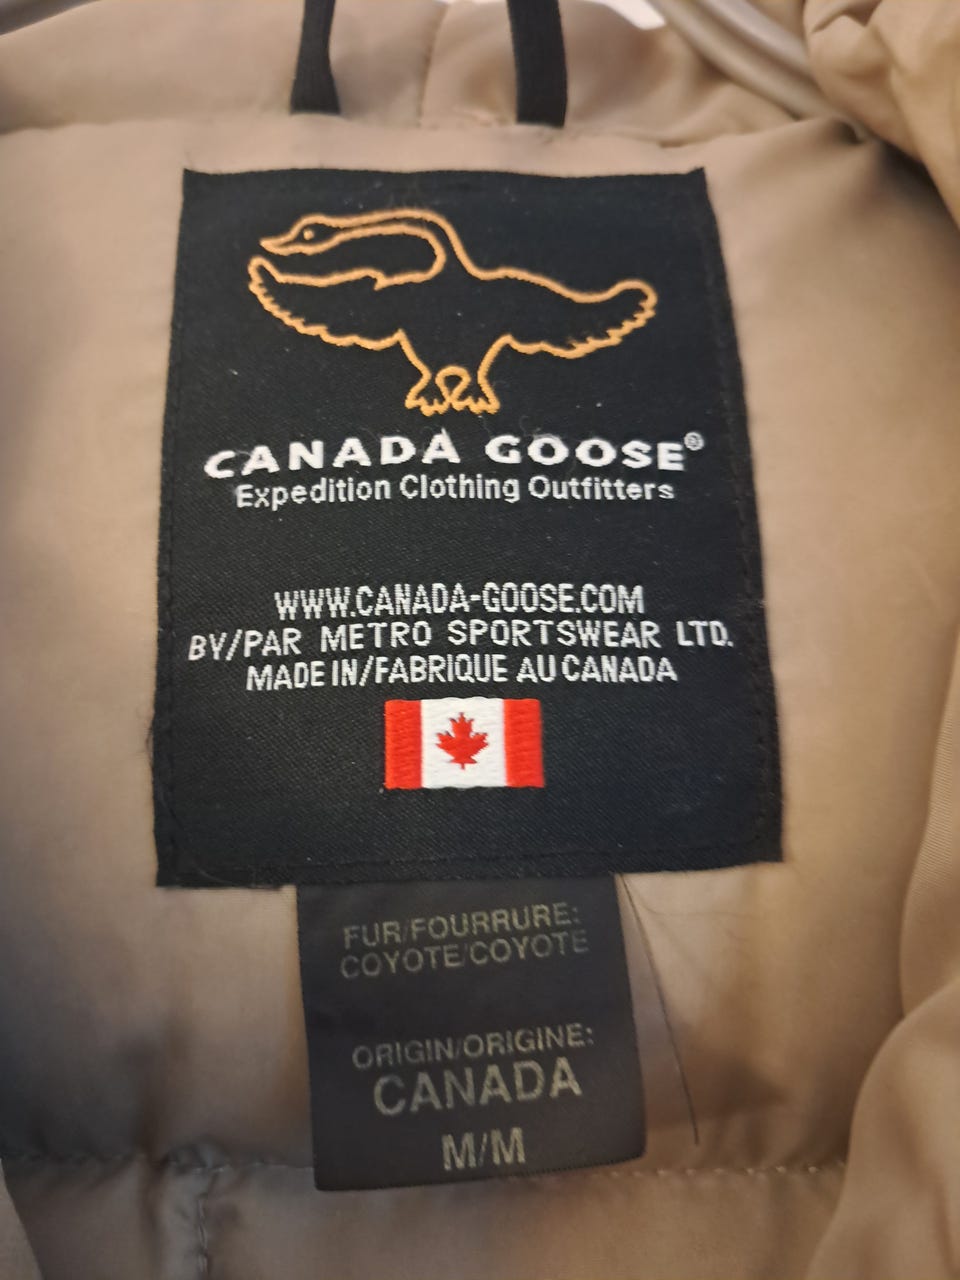 CANADA GOOSE®
Expedition Clothing Outfitters
WWW.CANADA-GOOSE.COM
BY/PAR METRO SPORTSWEAR LTD.
MADE IN/FABRIQUE AU CANADA
FUR/FOURRURE:
COYOTE/COYOTE
ORIGIN/ORIGINE:
CANADA
M/M